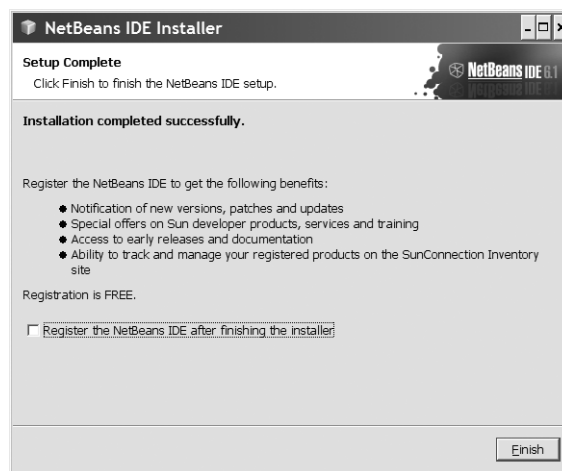 NetBeans IDE Installer
Setup Complete
Click Finish to finish the NetBeans IDE setup.
NetBeans IDE 6.1
Installation completed successfully.
Register the NetBeans IDE to get the following benefits:
Notification of new versions, patches and updates
Special offers on Sun developer products, services and training
Access to early releases and documentation
Ability to track and manage your registered products on the SunConnection Inventory
site
Registration is FREE.
Register the NetBeans IDE after finishing the installer
Finish